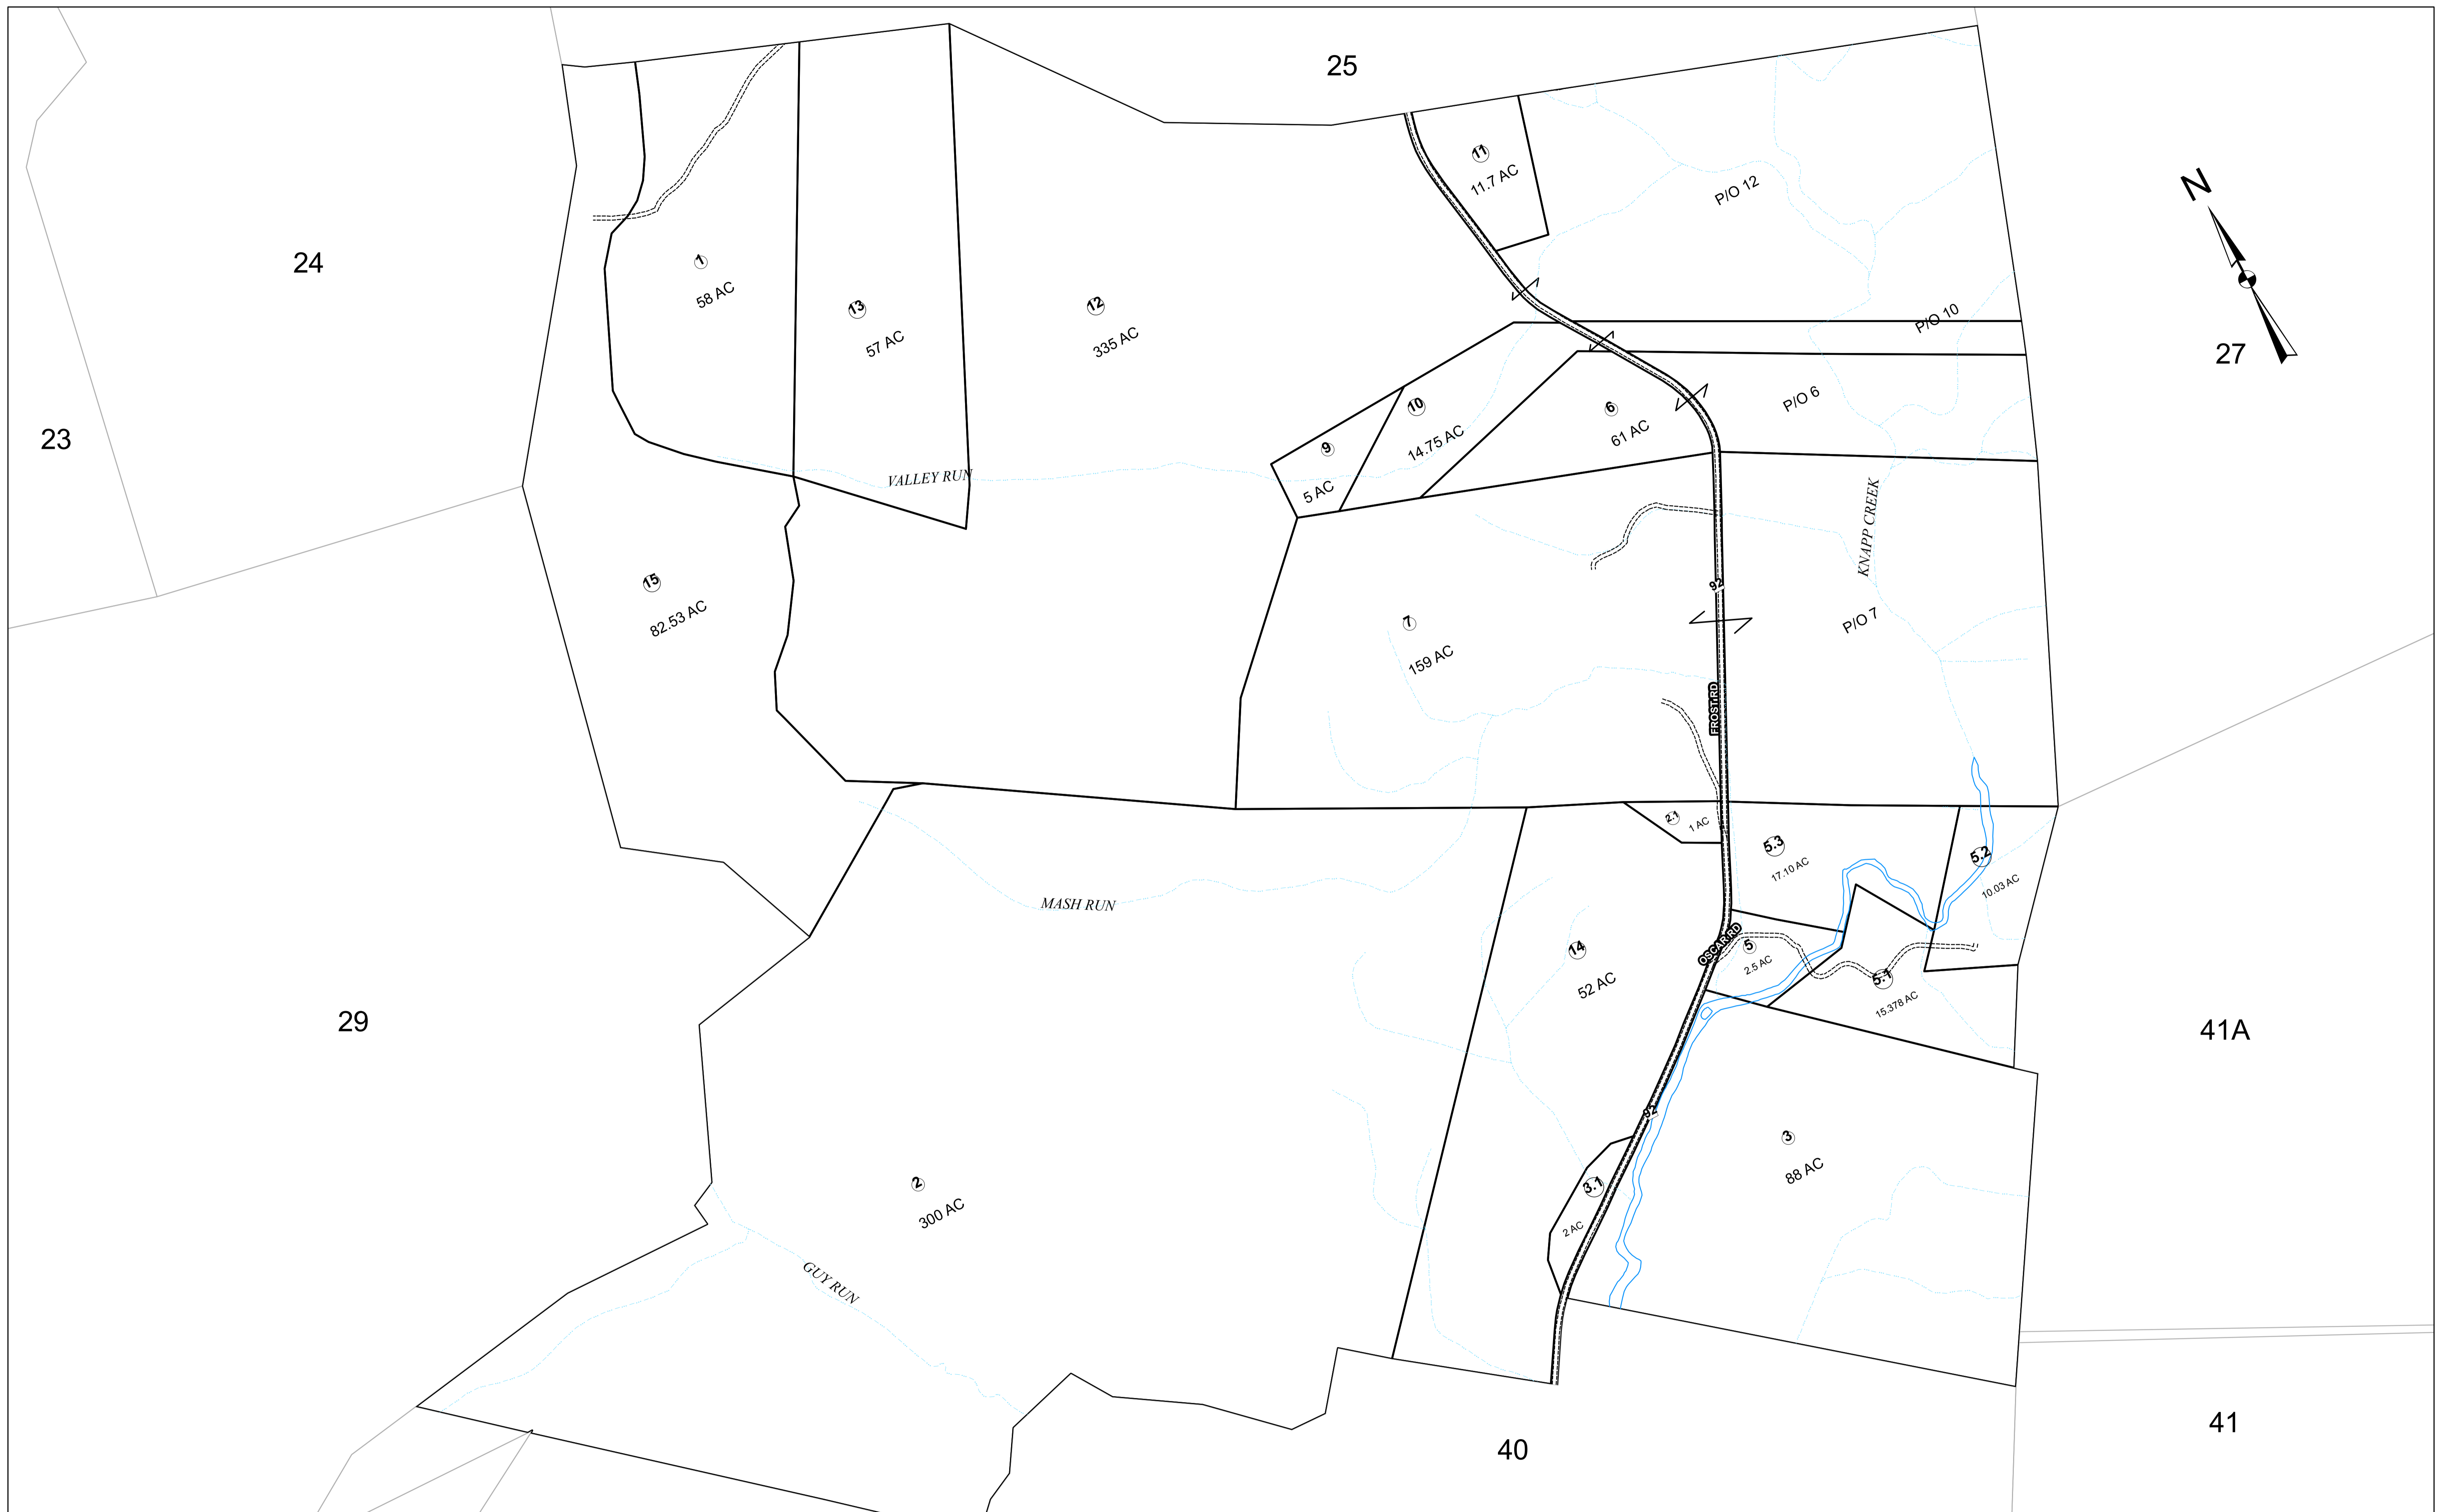 25
11
11.7 AC
P/O 12
N
24
1
58 AC
13
57 AC
12
335 AC
P/O 10
27
23
9
5 AC
10
14.75 AC
6
61 AC
P/O 6
VALLEY RUN
KNAPP CREEK
15
82.53 AC
92
7
159 AC
P/O 7
FROST RD
2.1
1 AC
5.3
17.10 AC
5.2
10.03 AC
MASH RUN
14
52 AC
OSCAR RD
5
2.5 AC
5.1
15.378 AC
29
41A
92
3
88 AC
2
300 AC
3.1
2 AC
GUY RUN
40
41